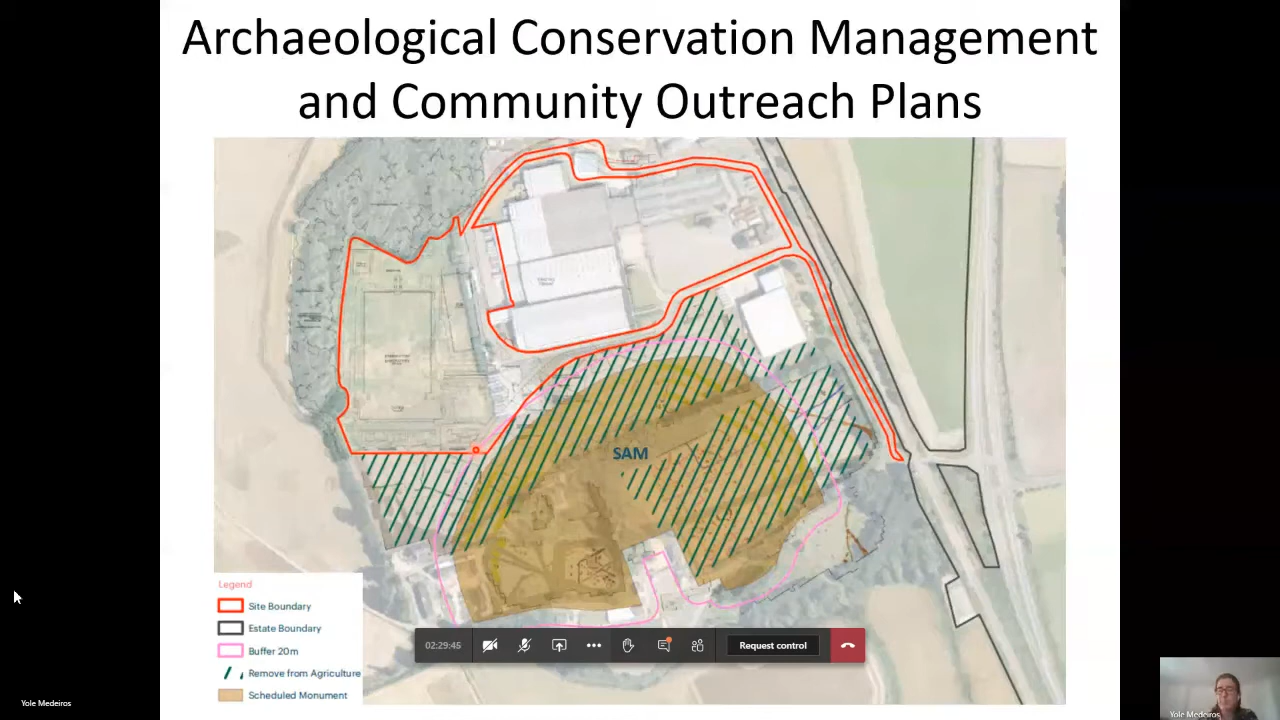 Archaeological Conservation Management
and Community Outreach Plans
SAM
Legend
Site Boundary
Estate Boundary
Buffer 20m
Remove from Agriculture
Scheduled Monument
02:29:45
Request control
Yole Medeiros
Yole Medeiros